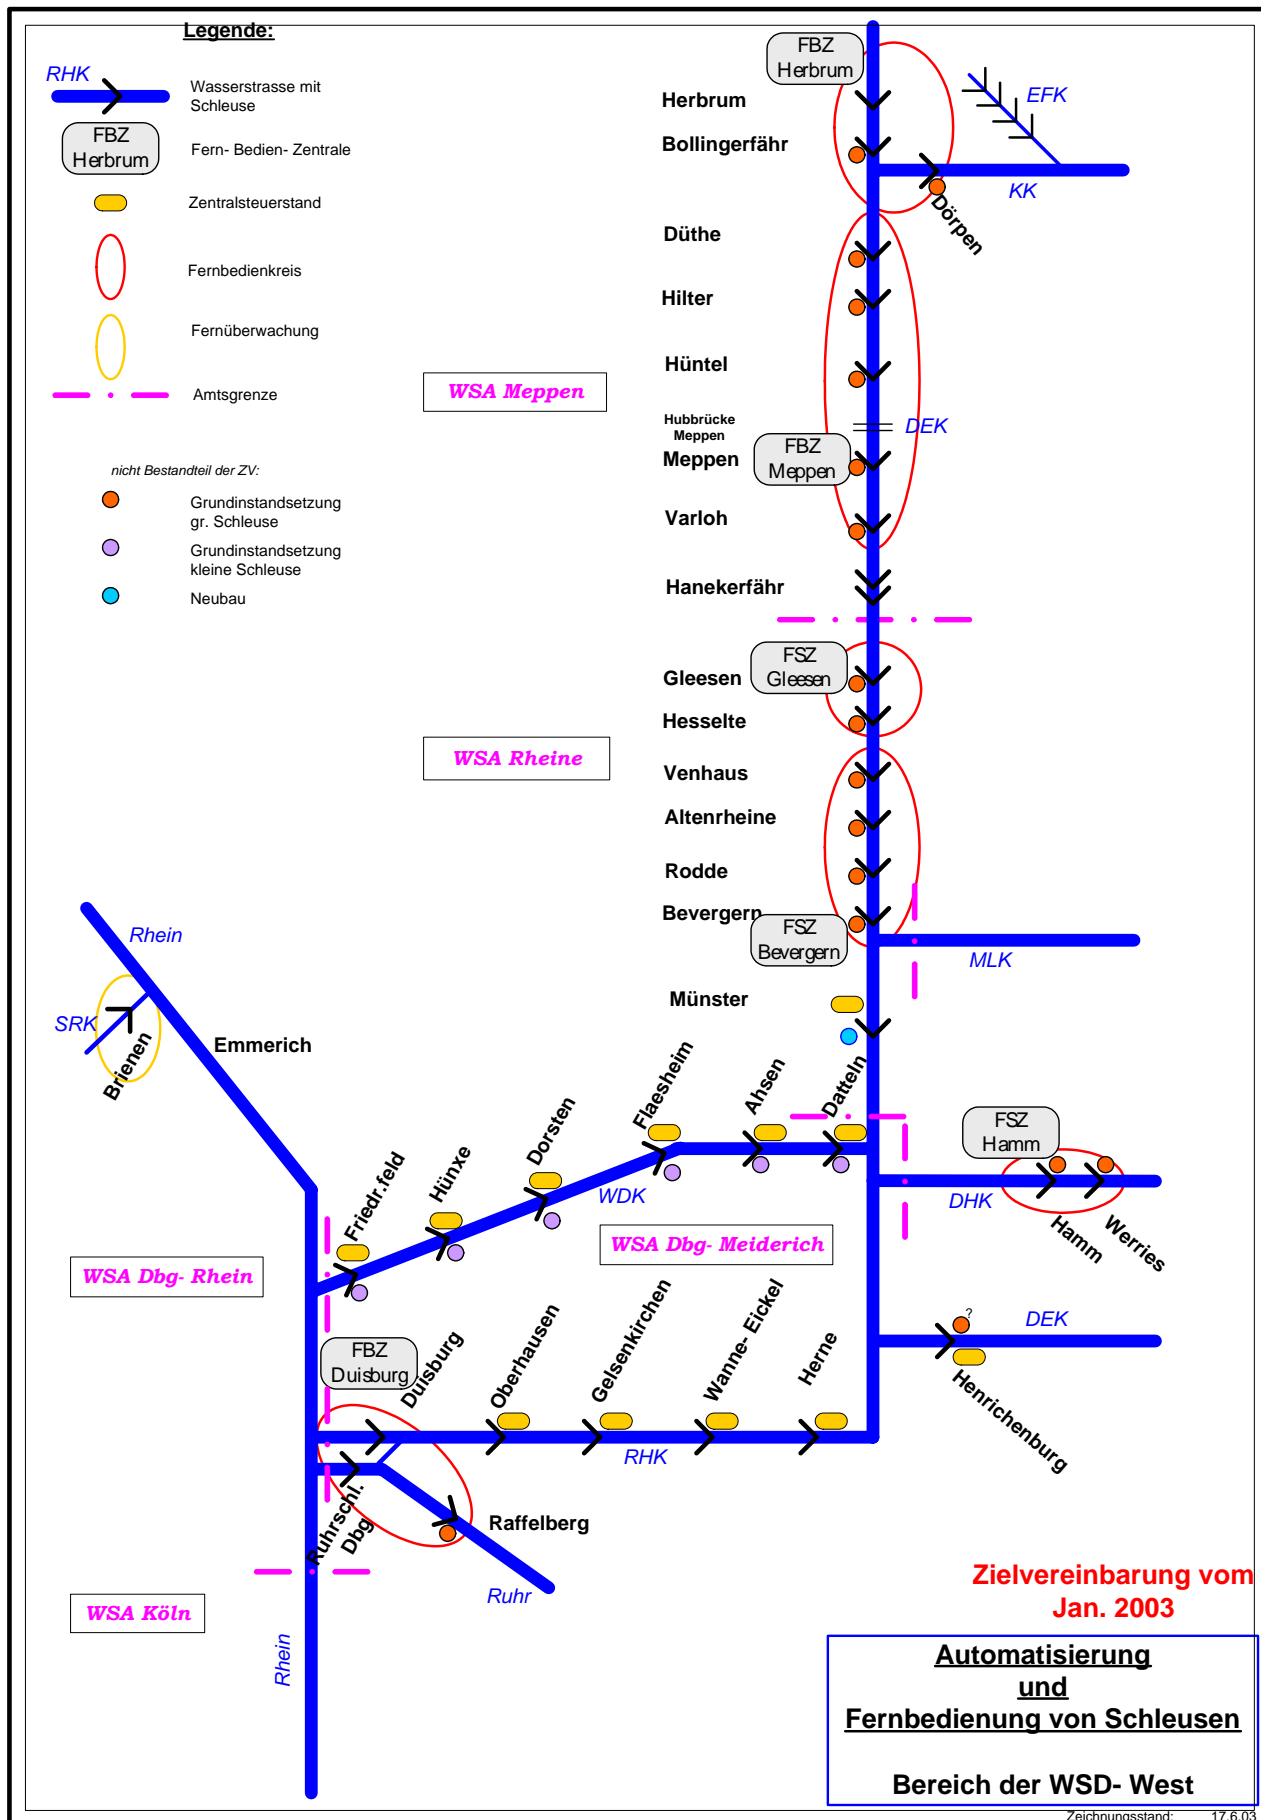 Legende:
RHK
Wasserstrasse mit
Schleuse
FBZ
Herbrum
Fern- Bedien- Zentrale
Zentralsteuerstand
Fernbedienkreis
Fernüberwachung
Amtsgrenze
nicht Bestandteil der ZV:
Grundinstandsetzung
gr. Schleuse
Grundinstandsetzung
kleine Schleuse
Neubau
FBZ
Herbrum
Herbrum
Bollingerfähr
EFK
KK
Dörpen
Düthe
Hilter
Hüntel
WSA Meppen
Hubbrücke
Meppen
DEK
Meppen
FBZ
Meppen
Varloh
Hanekerfähr
FSZ
Gleesen
Gleesen
Hesselte
WSA Rheine
Venhaus
Altenrheine
Rodde
Bevergern
FSZ
Bevergern
MLK
Münster
Rhein
SRK
Brienen
Emmerich
Friedr.feld
Hünxe
Dorsten
Flaesheim
Ahsen
Datteln
WDK
FSZ
Hamm
DHK
Hamm
Werries
WSA Dbg- Meiderich
WSA Dbg- Rhein
FBZ
Duisburg
Duisburg
Oberhausen
Gelsenkirchen
Wanne- Eickel
Herne
RHK
?
DEK
Henrichenburg
Ruhrschl.
Dbg
Raffelberg
Ruhr
WSA Köln
Rhein
Zielvereinbarung vom
Jan. 2003
Automatisierung
und
Fernbedienung von Schleusen
Bereich der WSD- West
Zeichnungsstand: 17.6.03